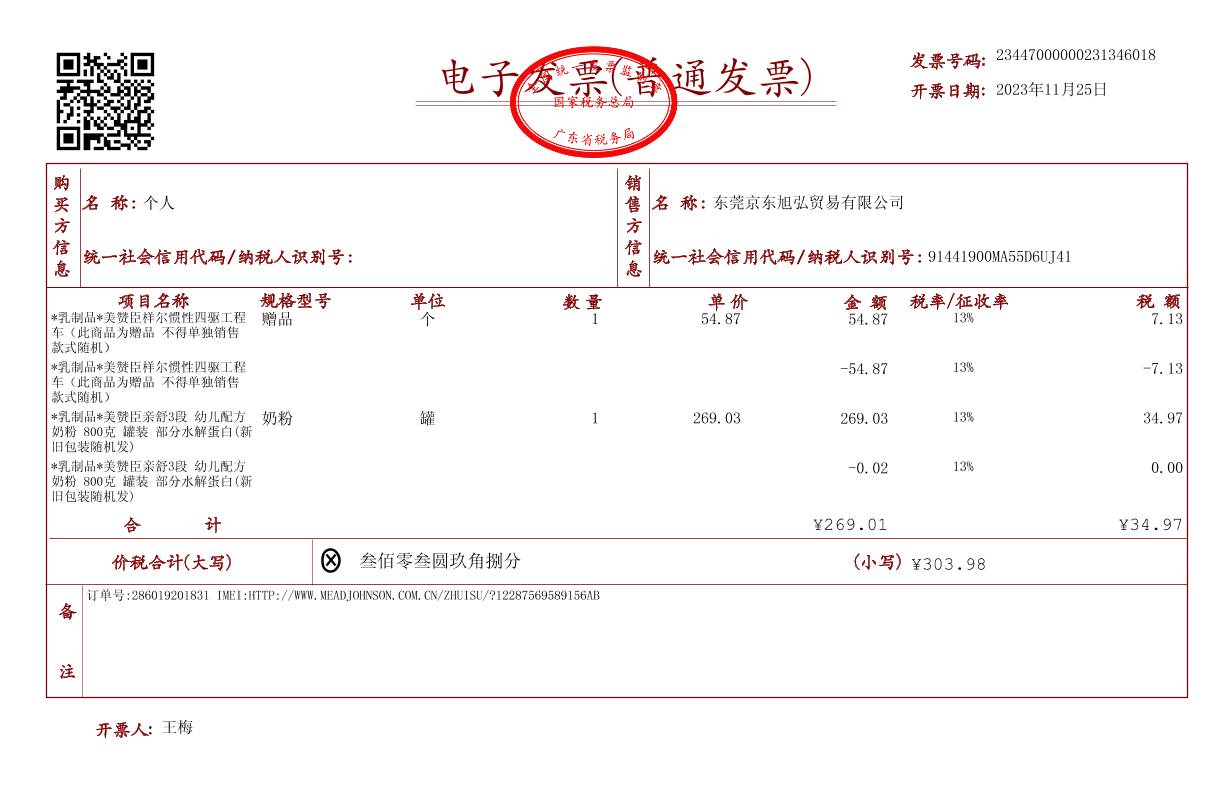 电子发票(普通发票)
全国统一发票监制章
国家税务总局
广东省税务局
发票号码: 23447000000231346018
开票日期: 2023年11月25日
购买方信息
名 称: 个人
统一社会信用代码/纳税人识别号:
销售方信息
名 称: 东莞京东旭弘贸易有限公司
统一社会信用代码/纳税人识别号: 91441900MA55D6UJ41
项目名称 规格型号 单位 数量 单价 金额 税率/征收率 税额
*乳制品*美赞臣样尔惯性四驱工程 赠品 个 1 54.87 54.87 13% 7.13
车（此商品为赠品 不得单独销售
款式随机）
*乳制品*美赞臣样尔惯性四驱工程 -54.87 13% -7.13
车（此商品为赠品 不得单独销售
款式随机）
*乳制品*美赞臣亲舒3段 幼儿配方 奶粉 罐 1 269.03 269.03 13% 34.97
奶粉 800克 罐装 部分水解蛋白(新
旧包装随机发)
*乳制品*美赞臣亲舒3段 幼儿配方 -0.02 13% 0.00
奶粉 800克 罐装 部分水解蛋白(新
旧包装随机发)
合 计 ¥269.01 ¥34.97
价税合计(大写) ⊗ 叁佰零叁圆玖角捌分 (小写) ¥303.98
备注
订单号:286019201831 IMEI:HTTP://WWW.MEADJOHNSON.COM.CN/ZHUISU/?12287569589156AB
开票人: 王梅